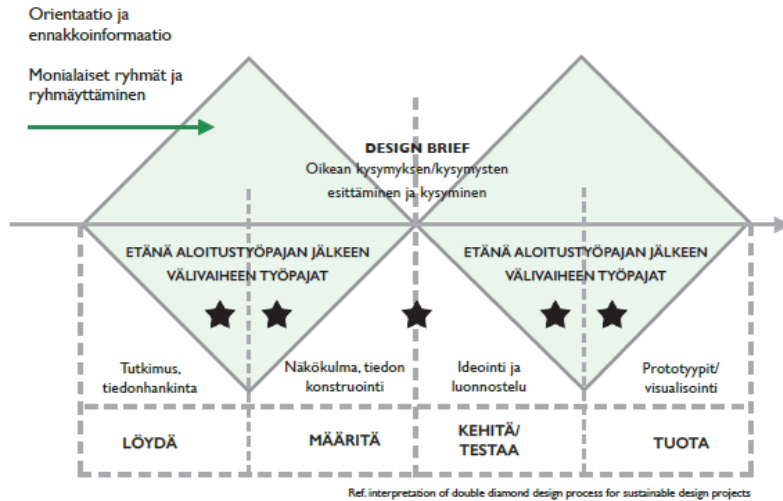 Orientaatio ja
ennakkoinformaatio
Monialaiset ryhmät ja
ryhmäyttäminen
DESIGN BRIEF
Oikean kysymyksen/kysymysten
esittäminen ja kysyminen
ETÄNÄ ALOITUSTYÖPAJAN JÄLKEEN
VÄLIVAIHEEN TYÖPAJAT
ETÄNÄ ALOITUSTYÖPAJAN JÄLKEEN
VÄLIVAIHEEN TYÖPAJAT
Tutkimus,
tiedonhankinta
Näkökulma, tiedon
konstruointi
Ideointi ja
luonnostelu
Prototyypit/
visualisointi
LÖYDÄ
MÄÄRITÄ
KEHITÄ/
TESTAA
TUOTA
Ref. interpretation of double diamond design process for sustainable design projects